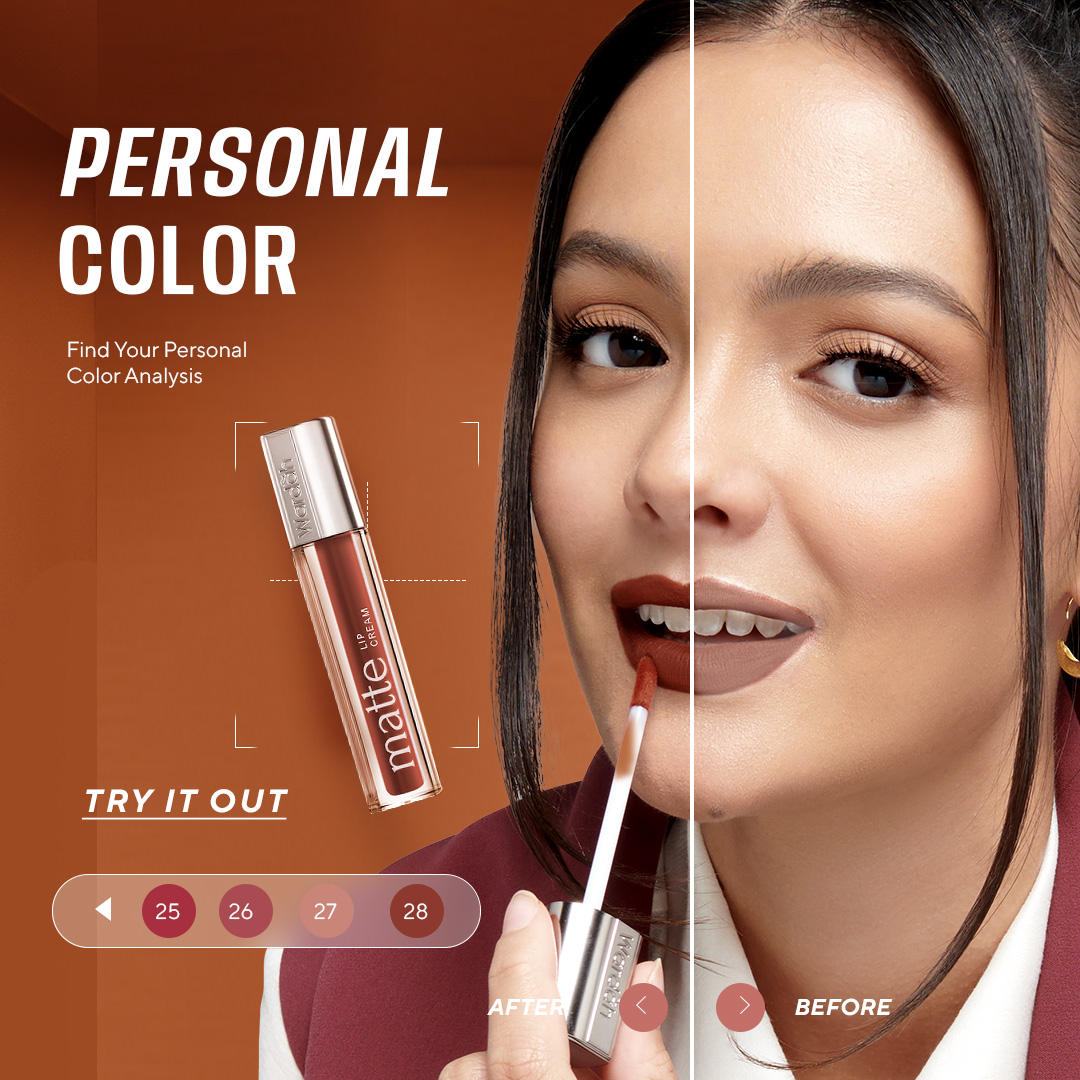 PERSONAL
COLOR
Find Your Personal
Color Analysis
Wardah
matte
LIP
CREAM
TRY IT OUT
25 26 27 28
Wardah
AFTER
BEFORE